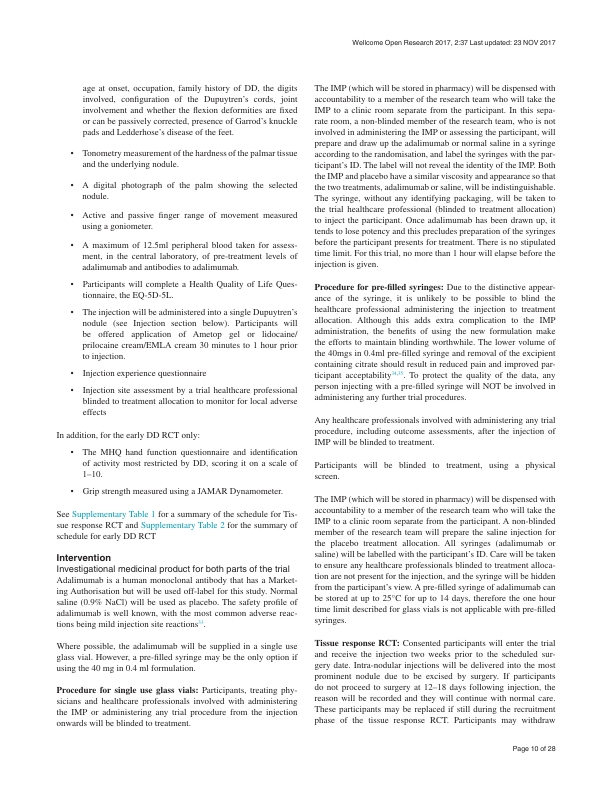 Wellcome Open Research 2017, 2:37 Last updated: 23 NOV 2017
age at onset, occupation, family history of DD, the digits
involved, configuration of the Dupuytren's cords, joint
involvement and whether the flexion deformities are fixed
or can be passively corrected, presence of Garrod's knuckle
pads and Ledderhose's disease of the feet.
• Tonometry measurement of the hardness of the palmar tissue
and the underlying nodule.
• A digital photograph of the palm showing the selected
nodule.
• Active and passive finger range of movement measured
using a goniometer.
• A maximum of 12.5ml peripheral blood taken for assess-
ment, in the central laboratory, of pre-treatment levels of
adalimumab and antibodies to adalimumab.
• Participants will complete a Health Quality of Life Ques-
tionnaire, the EQ-5D-5L.
• The injection will be administered into a single Dupuytren's
nodule (see Injection section below). Participants will
be offered application of Ametop gel or lidocaine/
prilocaine cream/EMLA cream 30 minutes to 1 hour prior
to injection.
• Injection experience questionnaire
• Injection site assessment by a trial healthcare professional
blinded to treatment allocation to monitor for local adverse
effects
In addition, for the early DD RCT only:
• The MHQ hand function questionnaire and identification
of activity most restricted by DD, scoring it on a scale of
1–10.
• Grip strength measured using a JAMAR Dynamometer.
See Supplementary Table 1 for a summary of the schedule for Tis-
sue response RCT and Supplementary Table 2 for the summary of
schedule for early DD RCT
Intervention
Investigational medicinal product for both parts of the trial
Adalimumab is a human monoclonal antibody that has a Market-
ing Authorisation but will be used off-label for this study. Normal
saline (0.9% NaCl) will be used as placebo. The safety profile of
adalimumab is well known, with the most common adverse reac-
tions being mild injection site reactions31.
Where possible, the adalimumab will be supplied in a single use
glass vial. However, a pre-filled syringe may be the only option if
using the 40 mg in 0.4 ml formulation.
Procedure for single use glass vials: Participants, treating phy-
sicians and healthcare professionals involved with administering
the IMP or administering any trial procedure from the injection
onwards will be blinded to treatment.
The IMP (which will be stored in pharmacy) will be dispensed with
accountability to a member of the research team who will take the
IMP to a clinic room separate from the participant. In this sepa-
rate room, a non-blinded member of the research team, who is not
involved in administering the IMP or assessing the participant, will
prepare and draw up the adalimumab or normal saline in a syringe
according to the randomisation, and label the syringes with the par-
ticipant's ID. The label will not reveal the identity of the IMP. Both
the IMP and placebo have a similar viscosity and appearance so that
the two treatments, adalimumab or saline, will be indistinguishable.
The syringe, without any identifying packaging, will be taken to
the trial healthcare professional (blinded to treatment allocation)
to inject the participant. Once adalimumab has been drawn up, it
tends to lose potency and this precludes preparation of the syringes
before the participant presents for treatment. There is no stipulated
time limit. For this trial, no more than 1 hour will elapse before the
injection is given.
Procedure for pre-filled syringes: Due to the distinctive appear-
ance of the syringe, it is unlikely to be possible to blind the
healthcare professional administering the injection to treatment
allocation. Although this adds extra complication to the IMP
administration, the benefits of using the new formulation make
the efforts to maintain blinding worthwhile. The lower volume of
the 40mgs in 0.4ml pre-filled syringe and removal of the excipient
containing citrate should result in reduced pain and improved par-
ticipant acceptability. To protect the quality of the data, any
person injecting with a pre-filled syringe will NOT be involved in
administering any further trial procedures.
Any healthcare professionals involved with administering any trial
procedure, including outcome assessments, after the injection of
IMP will be blinded to treatment.
Participants will be blinded to treatment, using a physical
screen.
The IMP (which will be stored in pharmacy) will be dispensed with
accountability to a member of the research team who will take the
IMP to a clinic room separate from the participant. A non-blinded
member of the research team will prepare the saline injection for
the placebo treatment allocation. All syringes (adalimumab or
saline) will be labelled with the participant's ID. Care will be taken
to ensure any healthcare professionals blinded to treatment alloca-
tion are not present for the injection, and the syringe will be hidden
from the participant's view. A pre-filled syringe of adalimumab can
be stored at up to 25°C for up to 14 days, therefore the one hour
time limit described for glass vials is not applicable with pre-filled
syringes.
Tissue response RCT: Consented participants will enter the trial
and receive the injection two weeks prior to the scheduled sur-
gery date. Intra-nodular injections will be delivered into the most
prominent nodule due to be excised by surgery. If participants
do not proceed to surgery at 12–18 days following injection, the
reason will be recorded and they will continue with normal care.
These participants may be replaced if still during the recruitment
phase of the tissue response RCT. Participants may withdraw
Page 10 of 28